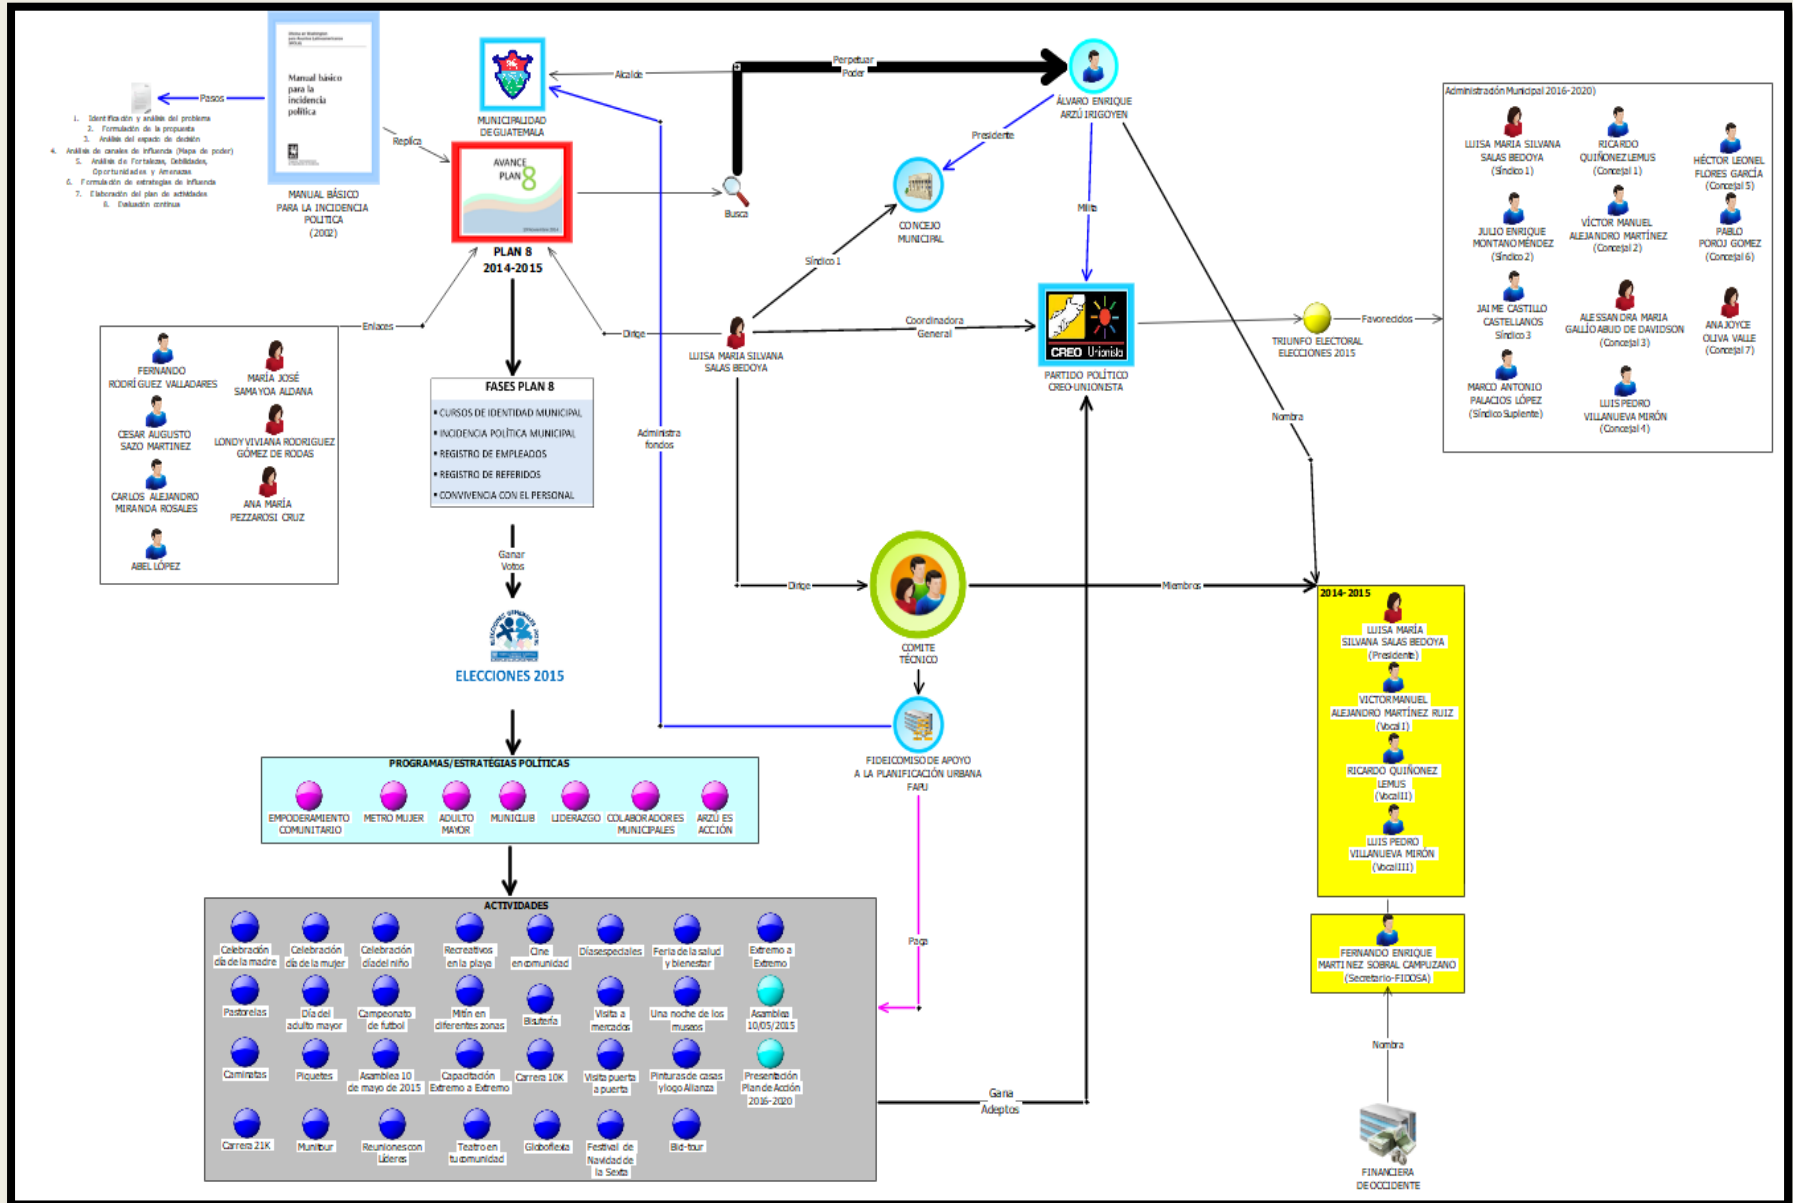 Manual básico
para la
incidencia
política
MANUAL BÁSICO
PARA LA INCIDENCIA
POLITICA
(2002)
Pasos
1. Identificación y análisis del problema
2. Formulación de la propuesta
3. Análisis del espacio de decisión
4. Análisis de canales de influencia (Mapa de poder)
5. Análisis de Fortalezas, Debilidades,
Oportunidades y Amenazas
6. Formulación de estrategias de influencia
7. Elaboración del plan de actividades
8. Evaluación continua
Replica
MUNICIPALIDAD
DE GUATEMALA
Alcalde
AVANCE
PLAN 8
PLAN 8
2014-2015
Busca
Perpetuar
Poder
ÁLVARO ENRIQUE
ARZÚ IRIGOYEN
Presidente
Milita
CONCEJO
MUNICIPAL
Síndico 1
Administración Municipal 2016-2020)
LUISA MARIA SILVANA
SALAS BEDOYA
(Síndico 1)
RICARDO
QUIÑONEZ LEMUS
(Concejal 1)
HÉCTOR LEONEL
FLORES GARCÍA
(Concejal 5)
JULIO ENRIQUE
MONTANO MÉNDEZ
(Síndico 2)
VÍCTOR MANUEL
ALEJANDRO MARTÍNEZ
(Concejal 2)
PABLO
POROJ GOMEZ
(Concejal 6)
JAIME CASTILLO
CASTELLANOS
Síndico 3
ALESSANDRA MARIA
GALLÍO ABUD DE DAVIDSON
(Concejal 3)
ANA JOYCE
OLIVA VALLE
(Concejal 7)
MARCO ANTONIO
PALACIOS LÓPEZ
(Síndico Suplente)
LUIS PEDRO
VILLANUEVA MIRÓN
(Concejal 4)
Enlaces
Dirige
LUISA MARIA SILVANA
SALAS BEDOYA
Coordinadora
General
CREO Unionista
PARTIDO POLÍTICO
CREO-UNIONISTA
TRIUNFO ELECTORAL
ELECCIONES 2015
Favorecidos
FERNANDO
RODRÍGUEZ VALLADARES
MARÍA JOSÉ
SAMAYOA ALDANA
CESAR AUGUSTO
SAZO MARTINEZ
LONDY VIVIANA RODRIGUEZ
GÓMEZ DE RODAS
CARLOS ALEJANDRO
MIRANDA ROSALES
ANA MARÍA
PEZZAROSI CRUZ
ABEL LÓPEZ
FASES PLAN 8
• CURSOS DE IDENTIDAD MUNICIPAL
• INCIDENCIA POLÍTICA MUNICIPAL
• REGISTRO DE EMPLEADOS
• REGISTRO DE REFERIDOS
• CONVIVENCIA CON EL PERSONAL
Ganar
Votos
ELECCIONES 2015
Administra
fondos
Nombra
Dirige
COMITE
TÉCNICO
Miembros
2014-2015
LUISA MARÍA
SILVANA SALAS BEDOYA
(Presidente)
VICTOR MANUEL
ALEJANDRO MARTÍNEZ RUIZ
(Vocal I)
RICARDO QUIÑONEZ
LEMUS
(Vocal II)
LUIS PEDRO
VILLANUEVA MIRÓN
(Vocal III)
FERNANDO ENRIQUE
MARTINEZ SOBRAL CAMPUZANO
(Secretario-FIDOSA)
Nombra
FINANCIERA
DE OCCIDENTE
FIDEICOMISO DE APOYO
A LA PLANIFICACIÓN URBANA
FAPU
Paga
Gana
Adeptos
PROGRAMAS/ESTRATÉGIAS POLÍTICAS
EMPODERAMIENTO
COMUNITARIO
METRO MUJER
ADULTO
MAYOR
MUNICLUB
LIDERAZGO
COLABORADORES
MUNICIPALES
ARZÚ ES
ACCIÓN
ACTIVIDADES
Celebración
día de la madre
Celebración
día de la mujer
Celebración
día del niño
Recreativos
en la playa
Cine
en comunidad
Días especiales
Feria de la salud
y bienestar
Extremo a
Extremo
Pastorelas
Día del
adulto mayor
Campeonato
de futbol
Mitín en
diferentes zonas
Bisutería
Visita a
mercados
Una noche de los
museos
Asamblea
10/05/2015
Caminatas
Piquetes
Asamblea 10
de mayo de 2015
Capacitación
Extremo a Extremo
Carrera 10K
Visita puerta
a puerta
Pinturas de casas
y logo Alianza
Presentación
Plan de Acción
2016-2020
Carrera 21K
Munitour
Reuniones con
Líderes
Teatro en
tu comunidad
Globoflexia
Festival de
Navidad de
la Sexta
Bici-tour